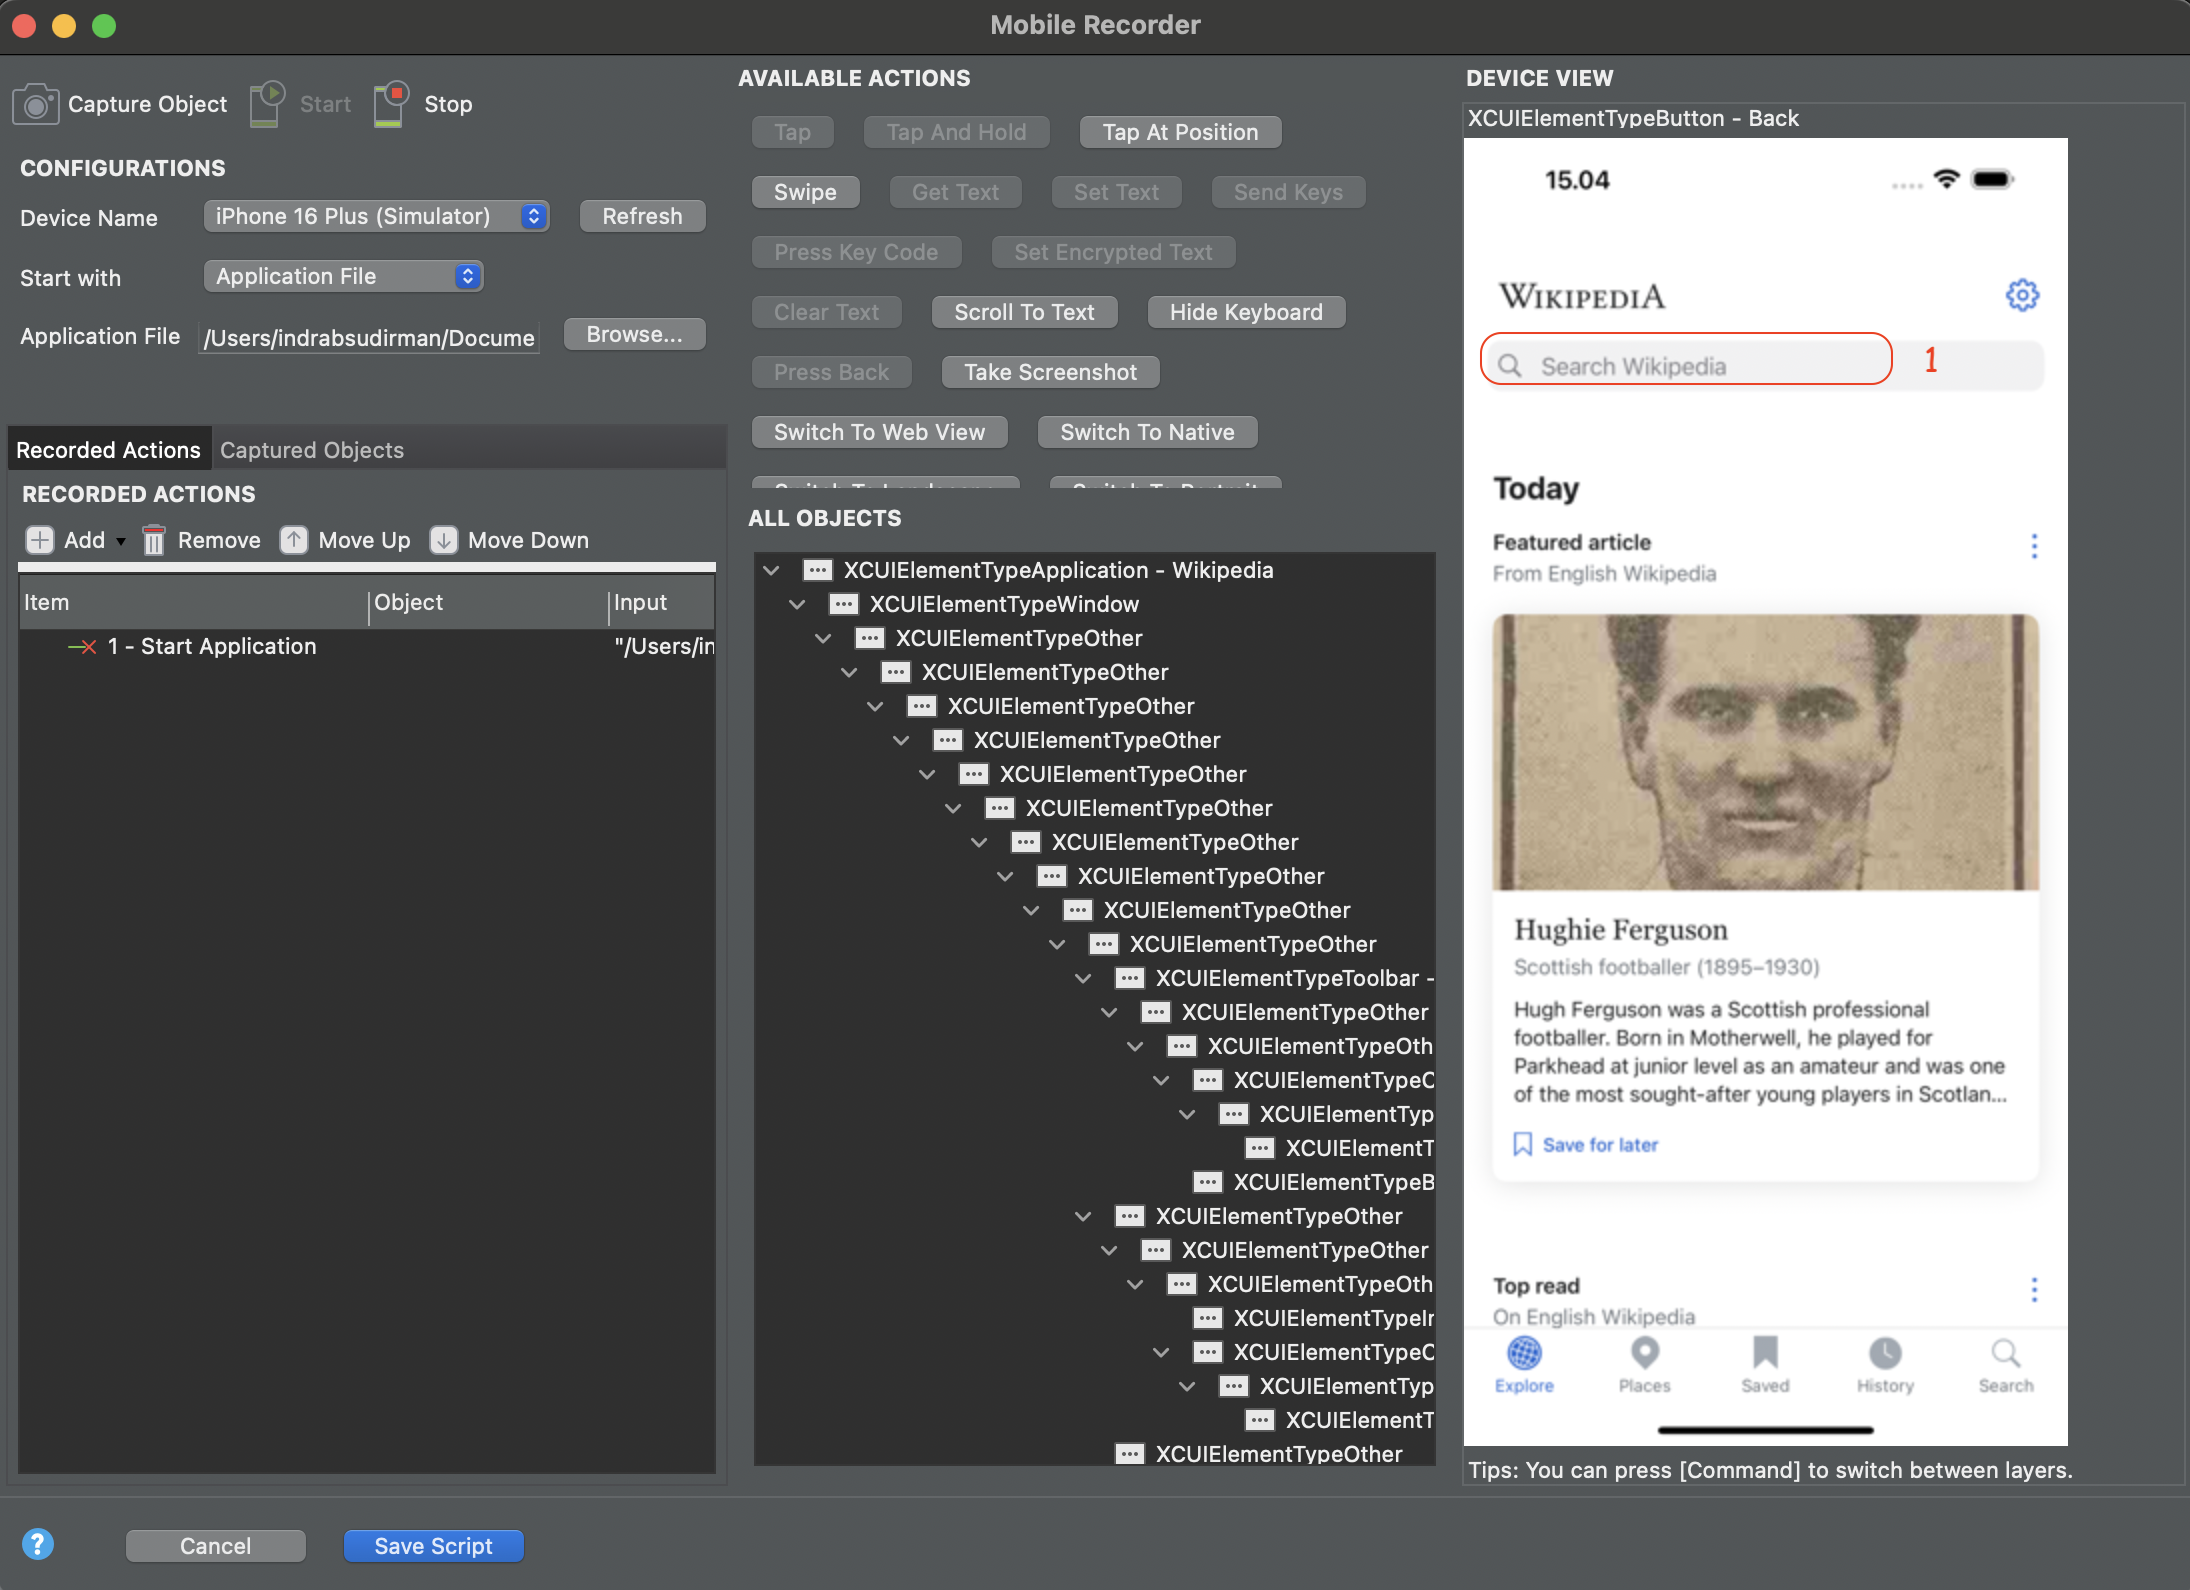 Mobile Recorder
Capture Object
Start
Stop
CONFIGURATIONS
Device Name
iPhone 16 Plus (Simulator)
Refresh
Start with
Application File
Application File
/Users/indrabsudirman/Docume
Browse...
Recorded Actions
Captured Objects
RECORDED ACTIONS
Add
Remove
Move Up
Move Down
Item
Object
Input
1 - Start Application
"/Users/in
AVAILABLE ACTIONS
Tap
Tap And Hold
Tap At Position
Swipe
Get Text
Set Text
Send Keys
Press Key Code
Set Encrypted Text
Clear Text
Scroll To Text
Hide Keyboard
Press Back
Take Screenshot
Switch To Web View
Switch To Native
Switch To Landscape
Switch To Portrait
ALL OBJECTS
XCUIElementTypeApplication - Wikipedia
XCUIElementTypeWindow
XCUIElementTypeOther
XCUIElementTypeOther
XCUIElementTypeOther
XCUIElementTypeOther
XCUIElementTypeOther
XCUIElementTypeOther
XCUIElementTypeOther
XCUIElementTypeOther
XCUIElementTypeOther
XCUIElementTypeOther
XCUIElementTypeToolbar -
XCUIElementTypeOther
XCUIElementTypeOth
XCUIElementTypeO
XCUIElementTyp
XCUIElementT
XCUIElementTypeB
XCUIElementTypeOther
XCUIElementTypeOther
XCUIElementTypeOth
XCUIElementTypeIr
XCUIElementTypeO
XCUIElementTyp
XCUIElementT
XCUIElementTypeOther
DEVICE VIEW
XCUIElementTypeButton - Back
15.04
WIKIPEDIA
Search Wikipedia
1
Today
Featured article
From English Wikipedia
Hughie Ferguson
Scottish footballer (1895–1930)
Hugh Ferguson was a Scottish professional
footballer. Born in Motherwell, he played for
Parkhead at junior level as an amateur and was one
of the most sought-after young players in Scotlan...
Save for later
Top read
On English Wikipedia
Explore
Places
Saved
History
Search
Tips: You can press [Command] to switch between layers.
?
Cancel
Save Script